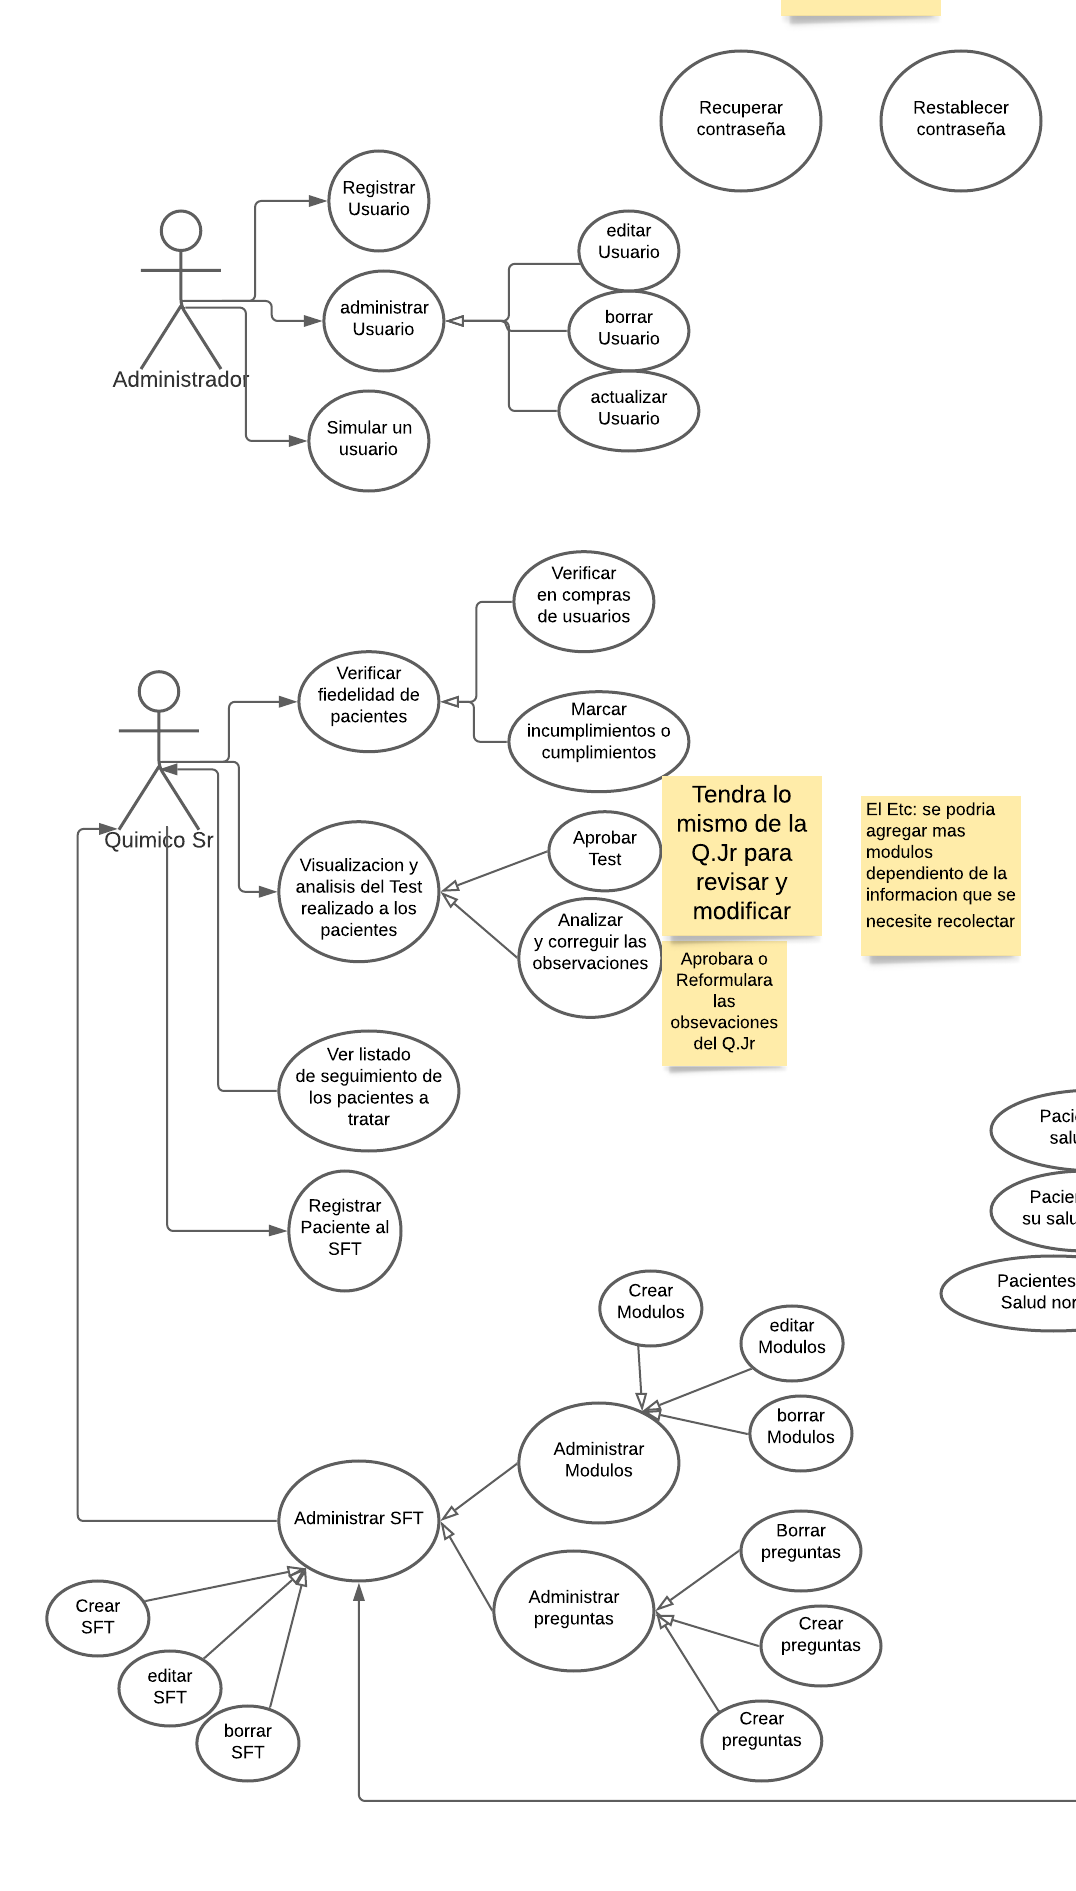 Recuperar
contraseña
Restablecer
contraseña
Registrar
Usuario
editar
Usuario
administrar
Usuario
borrar
Usuario
Administrador
actualizar
Usuario
Simular un
usuario
Verificar
en compras
de usuarios
Verificar
fiedelidad de
pacientes
Marcar
incumplimientos o
cumplimientos
Quimico Sr
Tendra lo
mismo de la
Q.Jr para
revisar y
modificar
El Etc: se podria
agregar mas
modulos
dependiento de la
informacion que se
necesite recolectar
Aprobar
Test
Visualizacion y
analisis del Test
realizado a los
pacientes
Analizar
y correguir las
observaciones
Aprobara o
Reformulara
las
obsevaciones
del Q.Jr
Ver listado
de seguimiento de
los pacientes a
tratar
Registrar
Paciente al
SFT
Pacientes
Salud nor
Crear
Modulos
editar
Modulos
borrar
Modulos
Administrar
Modulos
Administrar SFT
Borrar
preguntas
Administrar
preguntas
Crear
preguntas
Crear
preguntas
Crear
SFT
editar
SFT
borrar
SFT